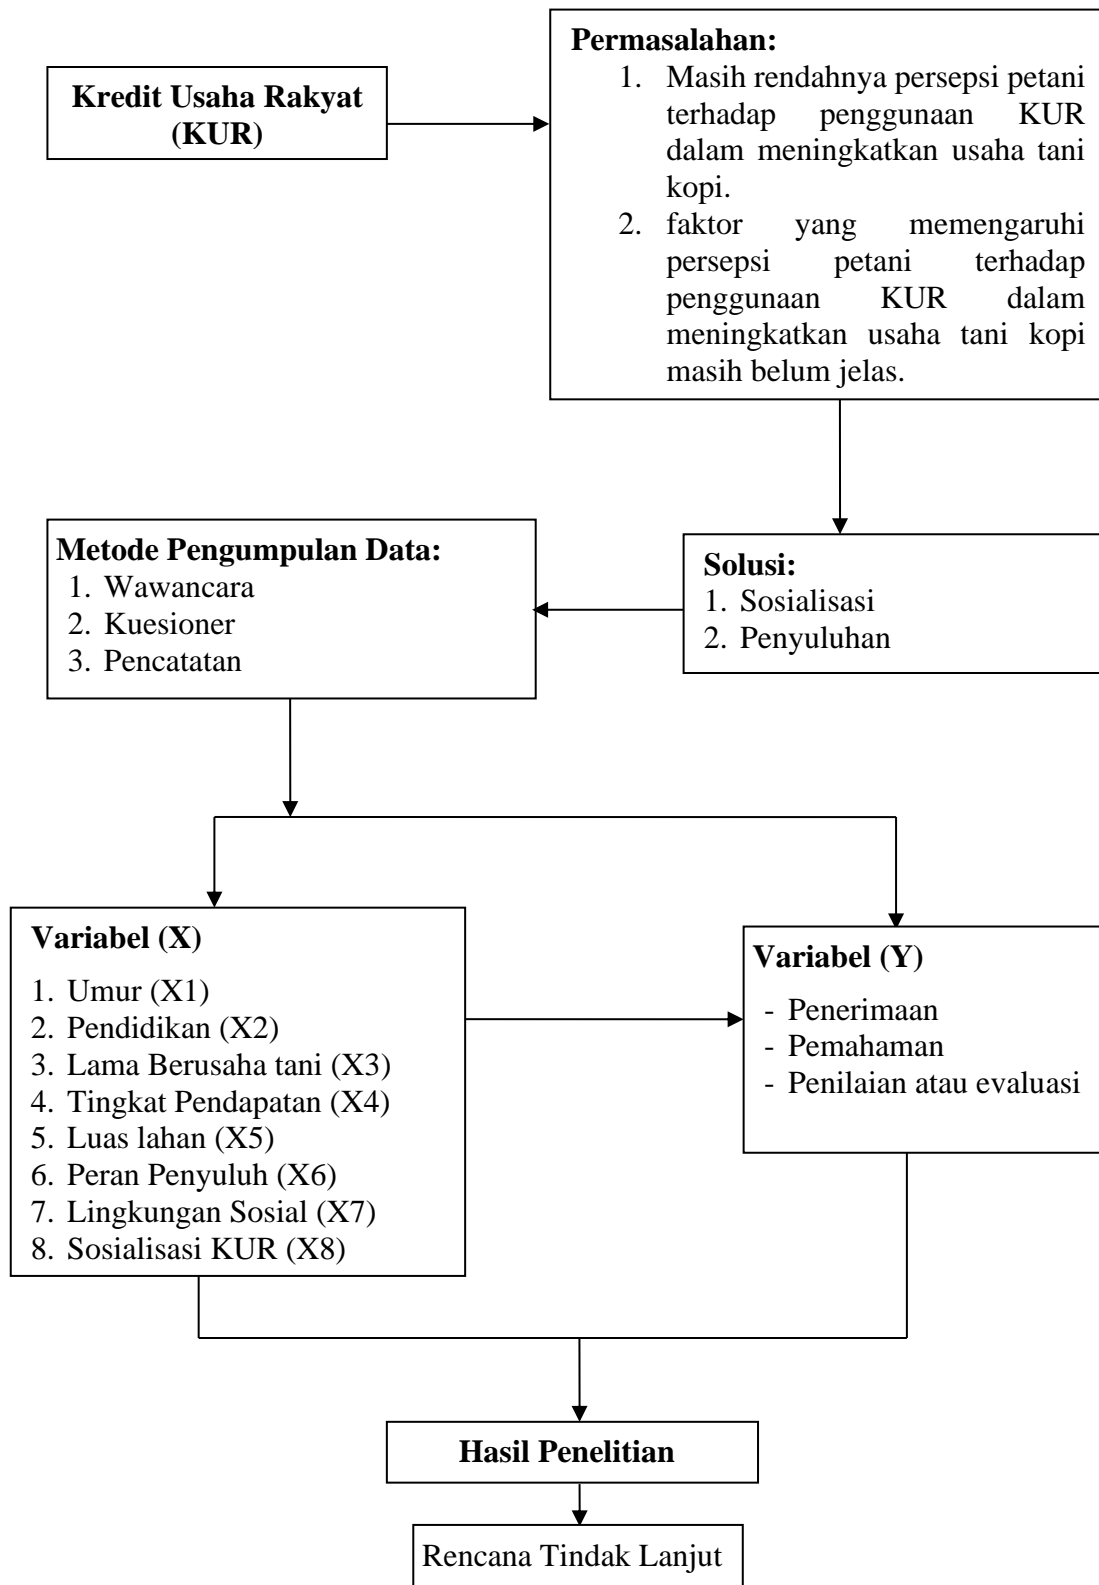 Kredit Usaha Rakyat
(KUR)
Permasalahan:
1. Masih rendahnya persepsi petani
terhadap penggunaan KUR
dalam meningkatkan usaha tani
kopi.
2. faktor yang memengaruhi
persepsi petani terhadap
penggunaan KUR dalam
meningkatkan usaha tani kopi
masih belum jelas.
Solusi:
1. Sosialisasi
2. Penyuluhan
Metode Pengumpulan Data:
1. Wawancara
2. Kuesioner
3. Pencatatan
Variabel (X)
1. Umur (X1)
2. Pendidikan (X2)
3. Lama Berusaha tani (X3)
4. Tingkat Pendapatan (X4)
5. Luas lahan (X5)
6. Peran Penyuluh (X6)
7. Lingkungan Sosial (X7)
8. Sosialisasi KUR (X8)
Variabel (Y)
- Penerimaan
- Pemahaman
- Penilaian atau evaluasi
Hasil Penelitian
Rencana Tindak Lanjut